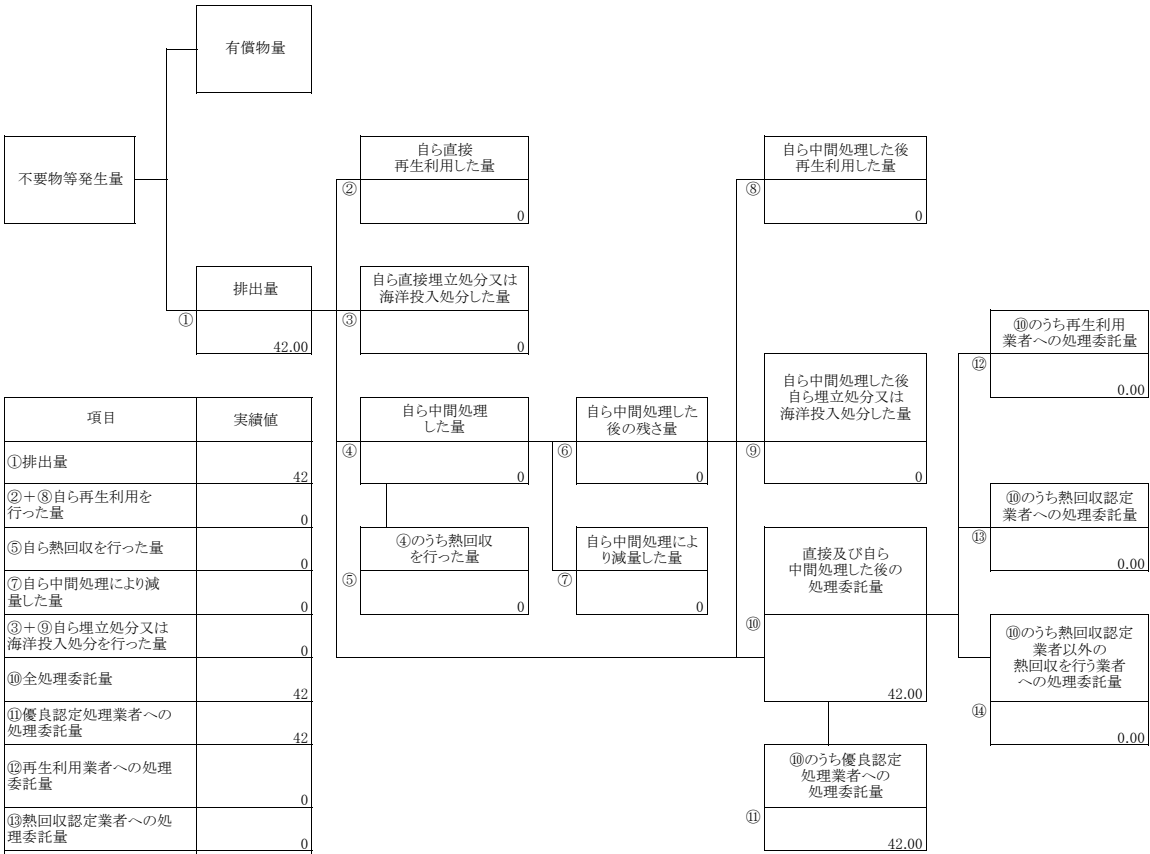 有償物量
不要物等発生量
自ら直接
再生利用した量
②
0
自ら中間処理した後
再生利用した量
⑧
0
排出量
①
42.00
自ら直接埋立処分又は
海洋投入処分した量
③
0
⑩のうち再生利用
業者への処理委託量
⑫
0.00
自ら中間処理
した量
④
0
自ら中間処理した
後の残さ量
⑥
0
自ら中間処理した後
自ら埋立処分又は
海洋投入処分した量
⑨
0
⑩のうち熱回収認定
業者への処理委託量
⑬
0.00
④のうち熱回収
を行った量
⑤
0
自ら中間処理によ
り減量した量
⑦
0
直接及び自ら
中間処理した後の
処理委託量
⑩
42.00
⑩のうち熱回収認定
業者以外の
熱回収を行う業者
への処理委託量
⑭
0.00
⑩のうち優良認定
処理業者への
処理委託量
⑪
42.00
項目 実績値
①排出量
42
②+⑧自ら再生利用を
行った量
0
⑤自ら熱回収を行った量
0
⑦自ら中間処理により減
量した量
0
③+⑨自ら埋立処分又は
海洋投入処分を行った量
0
⑩全処理委託量
42
⑪優良認定処理業者への
処理委託量
42
⑫再生利用業者への処理
委託量
0
⑬熱回収認定業者への処
理委託量
0